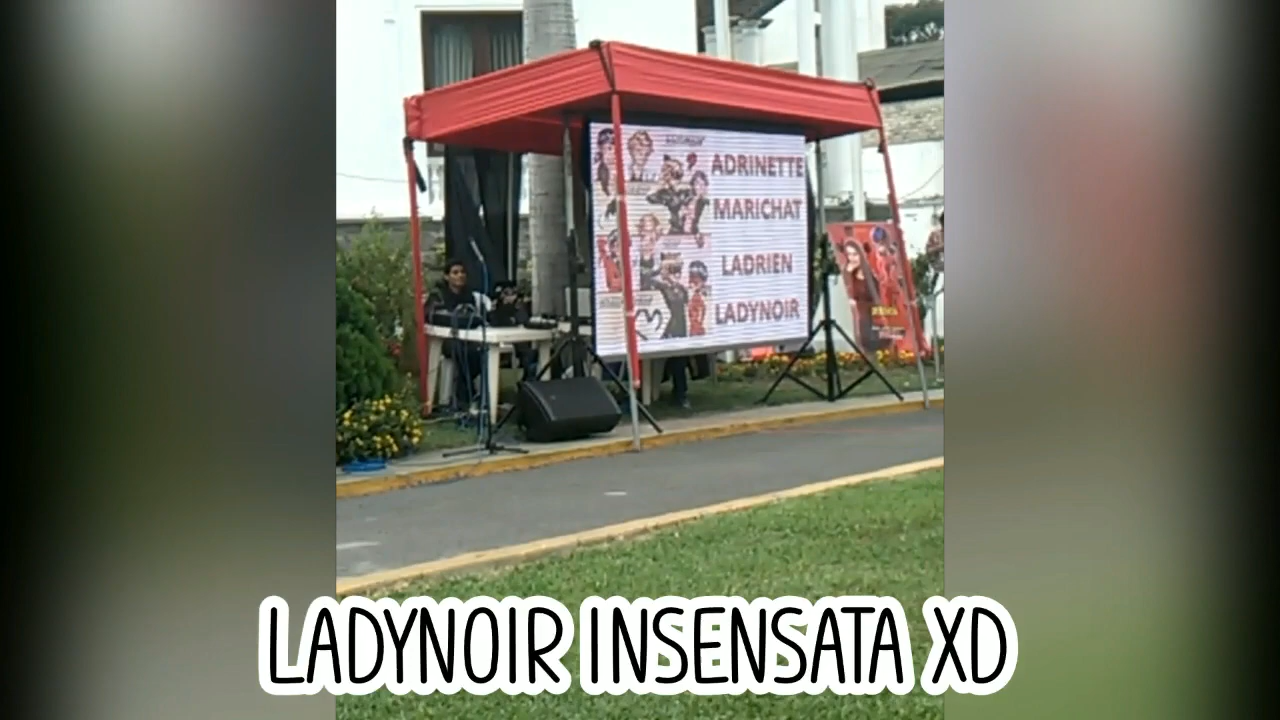 ADRINETTE
MARICHAT
LADRIEN
LADYNOIR
LADYNOIR INSENSATA XD